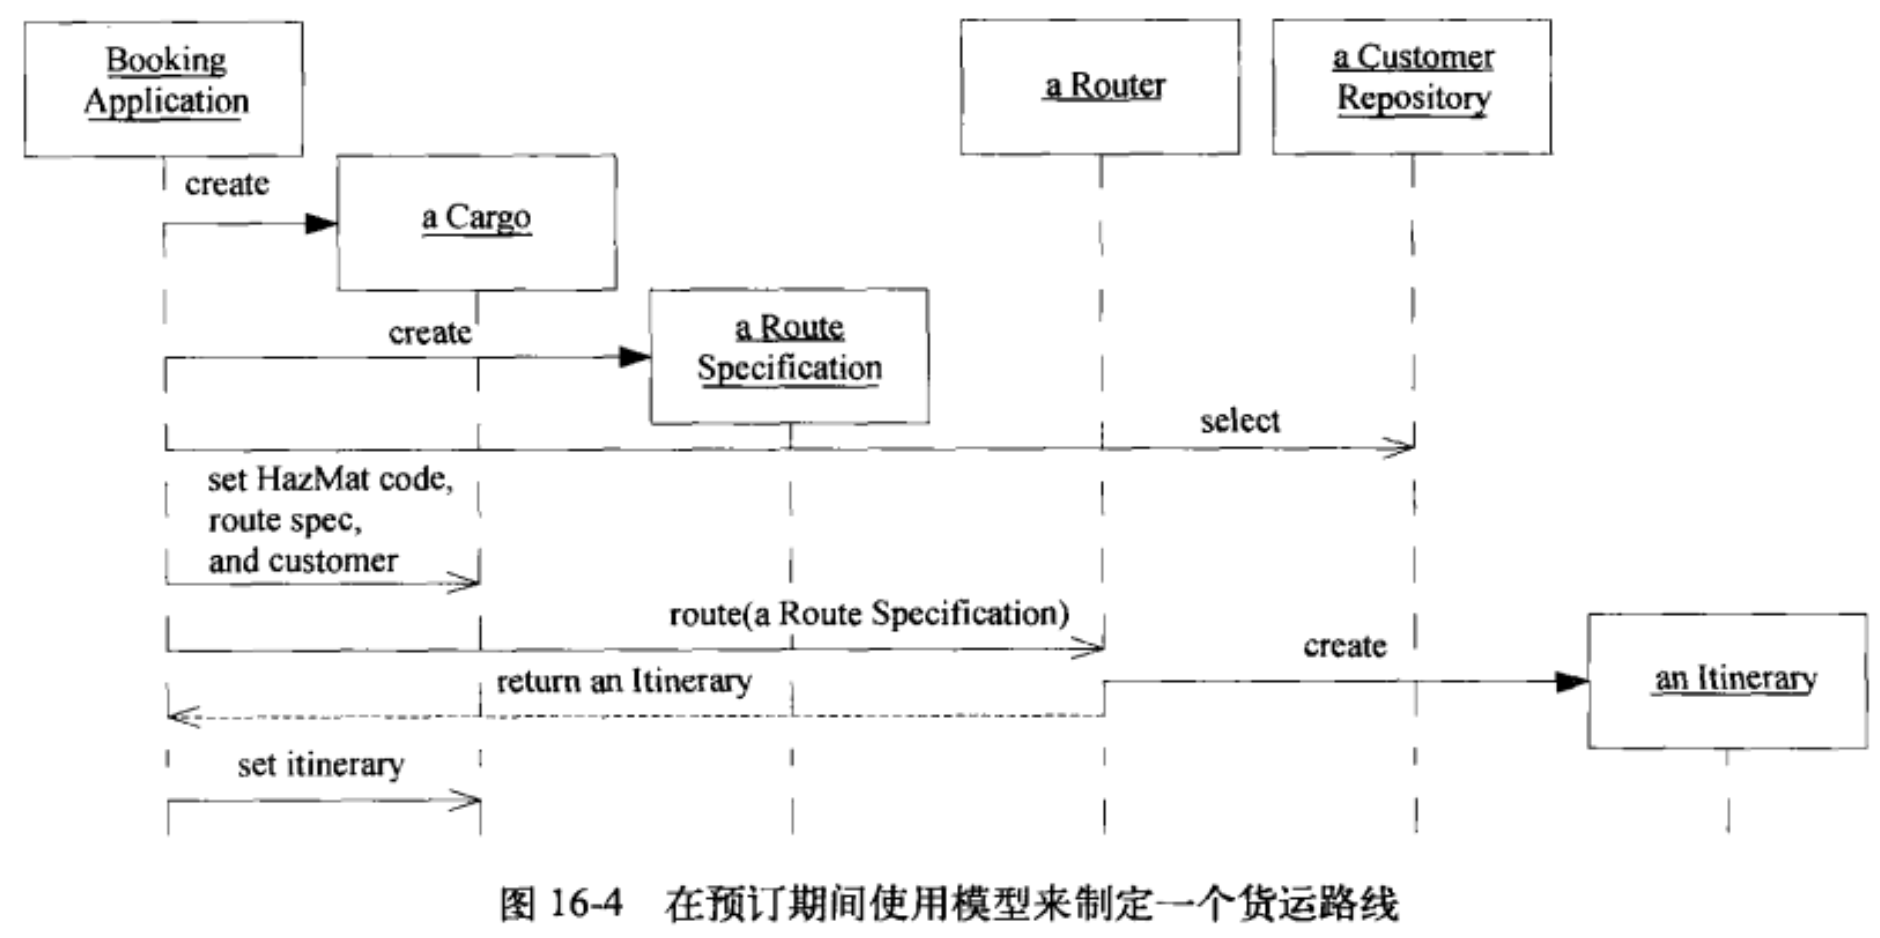 Booking
Application
a Router
a Customer
Repository
create
a Cargo
create
a Route
Specification
select
set HazMat code,
route spec,
and customer
route(a Route Specification)
create
return an Itinerary
an Itinerary
set itinerary
图 16-4 在预订期间使用模型来制定一个货运路线